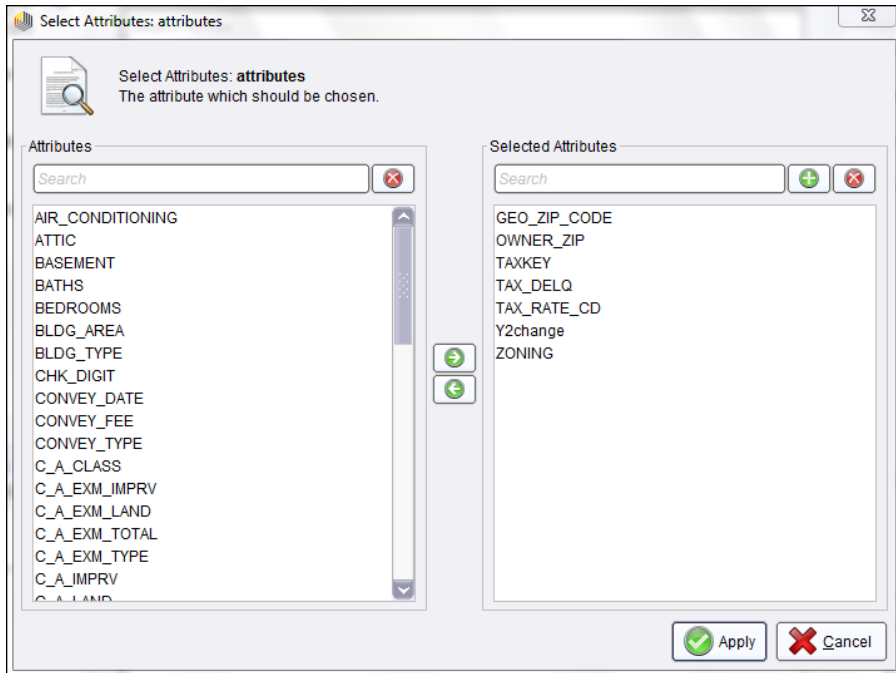 Select Attributes: attributes
Select Attributes: attributes
The attribute which should be chosen.
Attributes
Search
AIR_CONDITIONING
ATTIC
BASEMENT
BATHS
BEDROOMS
BLDG_AREA
BLDG_TYPE
CHK_DIGIT
CONVEY_DATE
CONVEY_FEE
CONVEY_TYPE
C_A_CLASS
C_A_EXM_IMPRV
C_A_EXM_LAND
C_A_EXM_TOTAL
C_A_EXM_TYPE
C_A_IMPRV
C_A_LAND
Selected Attributes
Search
GEO_ZIP_CODE
OWNER_ZIP
TAXKEY
TAX_DELQ
TAX_RATE_CD
Y2change
ZONING
Apply
Cancel